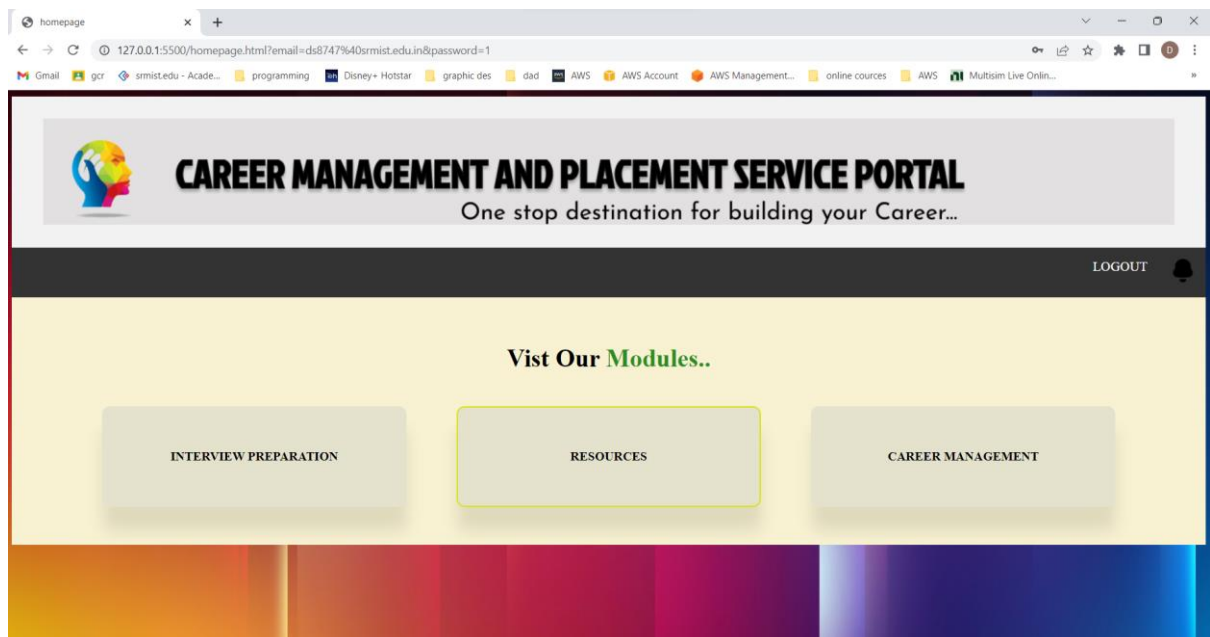 homepage
127.0.0.1:5500/homepage.html?email=ds8747%40srmist.edu.in&password=1
D
Gmail gcr srmist.edu - Acade... programming Disney+ Hotstar graphic des dad AWS AWS Account AWS Management... online cources AWS Multisim Live Onlin... »
CAREER MANAGEMENT AND PLACEMENT SERVICE PORTAL
One stop destination for building your Career...
LOGOUT
Vist Our Modules..
INTERVIEW PREPARATION RESOURCES CAREER MANAGEMENT